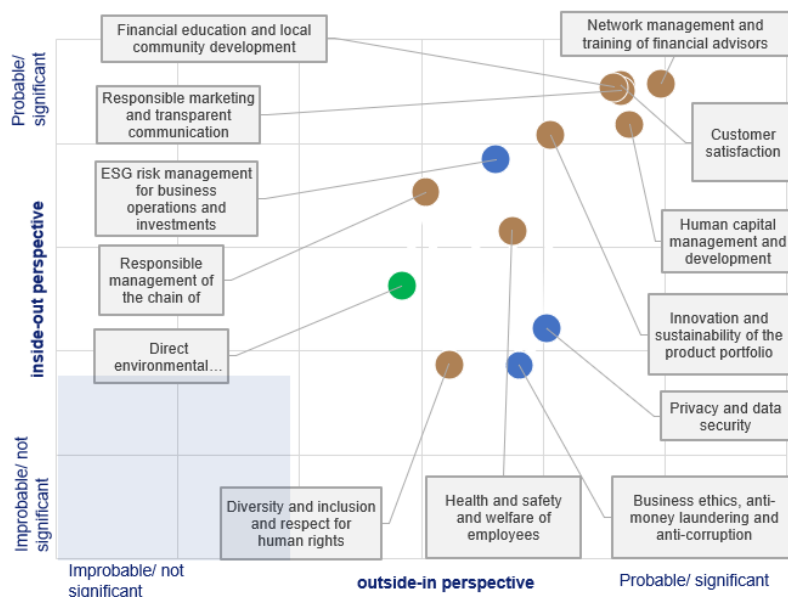 Financial education and local
community development
Network management and
training of financial advisors
Probable/
significant
Responsible marketing
and transparent
communication
Customer
satisfaction
ESG risk management
for business
operations and
investments
Human capital
management and
development
Responsible
management of
the chain of
inside-out perspective
Innovation and
sustainability of the
product portfolio
Direct
environmental...
Privacy and data
security
Improbable/ not
significant
Diversity and inclusion
and respect for
human rights
Health and safety
and welfare of
employees
Business ethics, anti-
money laundering and
anti-corruption
Improbable/ not
significant
outside-in perspective
Probable/ significant